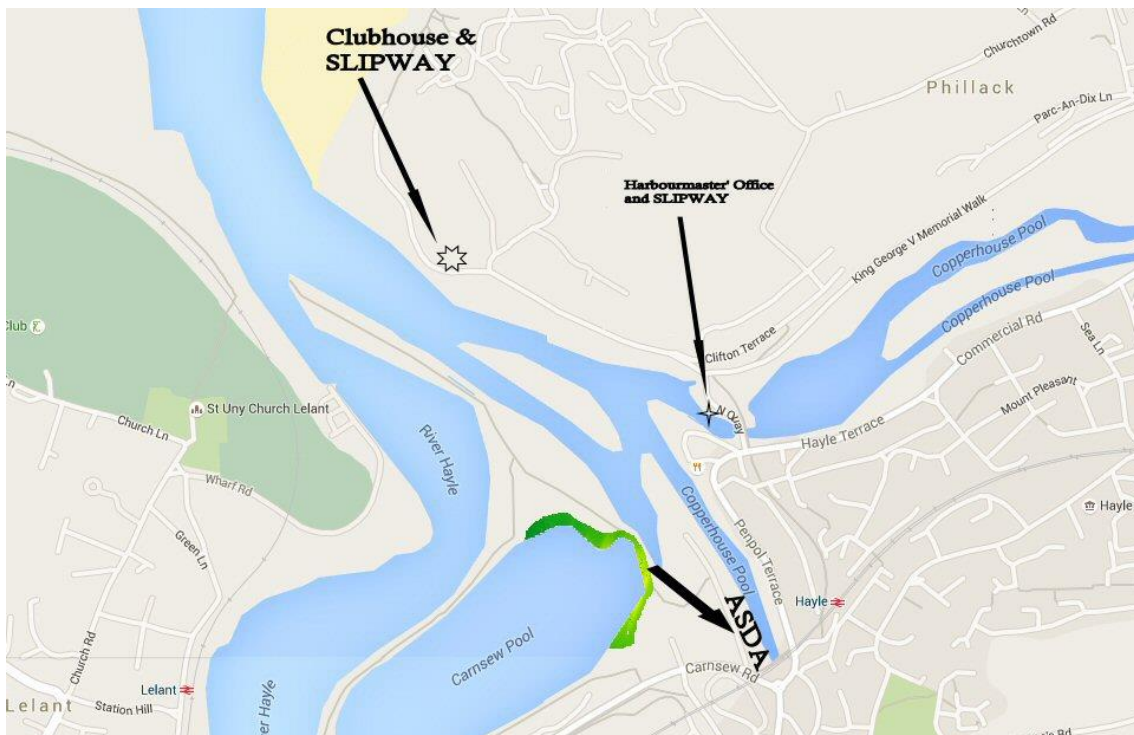 Clubhouse &
SLIPWAY
Churchtown Rd
Phillack
Parc-An-Dix Ln
Harbourmaster' Office
and SLIPWAY
King George V Memorial Walk
Copperhouse Pool
Copperhouse Pool
Commercial Rd
Sea Ln
Clifton Terrace
Mount Pleasant
Club
Ln
St Uny Church Lelant
Church Ln
N Quay
Hayle Terrace
River Hayle
Wharf Rd
Copperhouse Pool
Hayle
Green Ln
Penpol Terrace
Hayle
ASDA
Carnsew Pool
Church Rd
Carnsew Rd
Lelant
Lelant
Station Hill
River Hayle